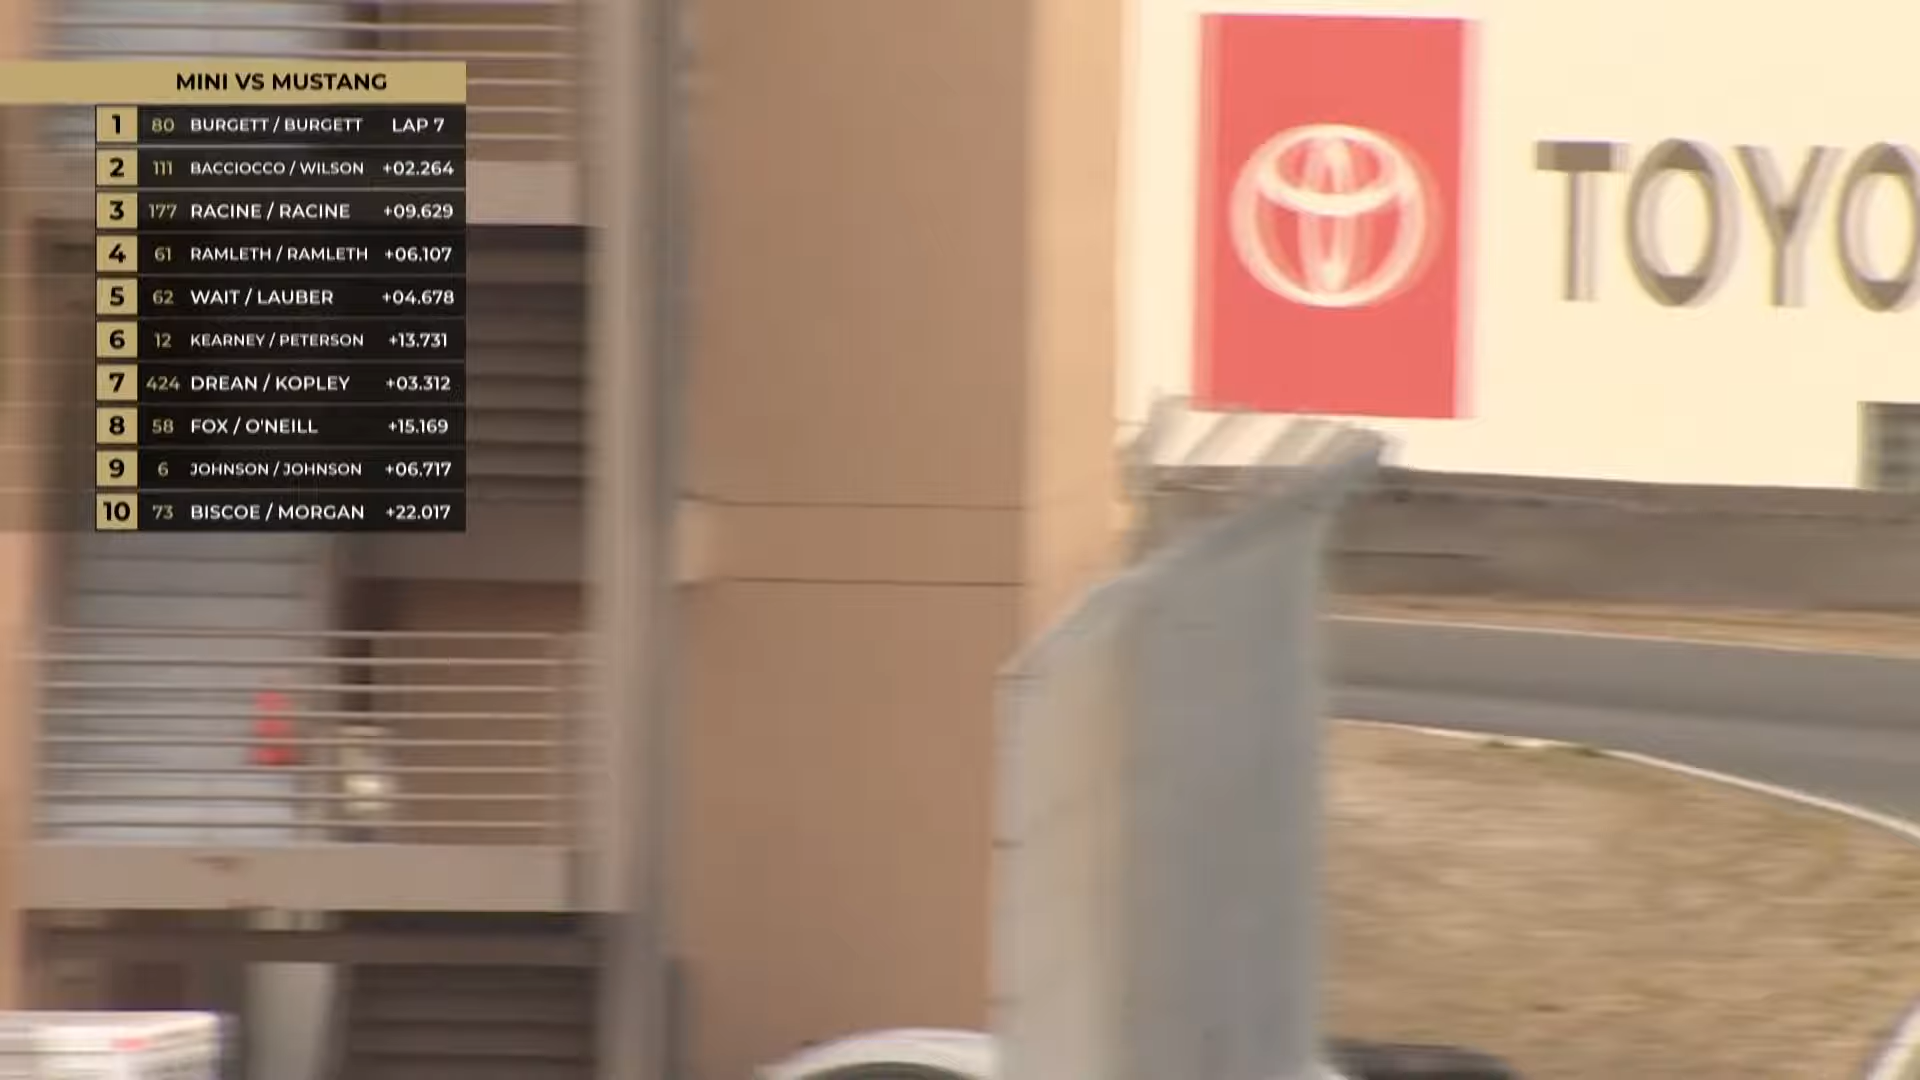 MINI VS MUSTANG
1 80 BURGETT / BURGETT LAP 7
2 111 BACCIOCCO / WILSON +02.264
3 177 RACINE / RACINE +09.629
4 61 RAMLETH / RAMLETH +06.107
5 62 WAIT / LAUBER +04.678
6 12 KEARNEY / PETERSON +13.731
7 424 DREAN / KOPLEY +03.312
8 58 FOX / O'NEILL +15.169
9 6 JOHNSON / JOHNSON +06.717
10 73 BISCOE / MORGAN +22.017
TOYO